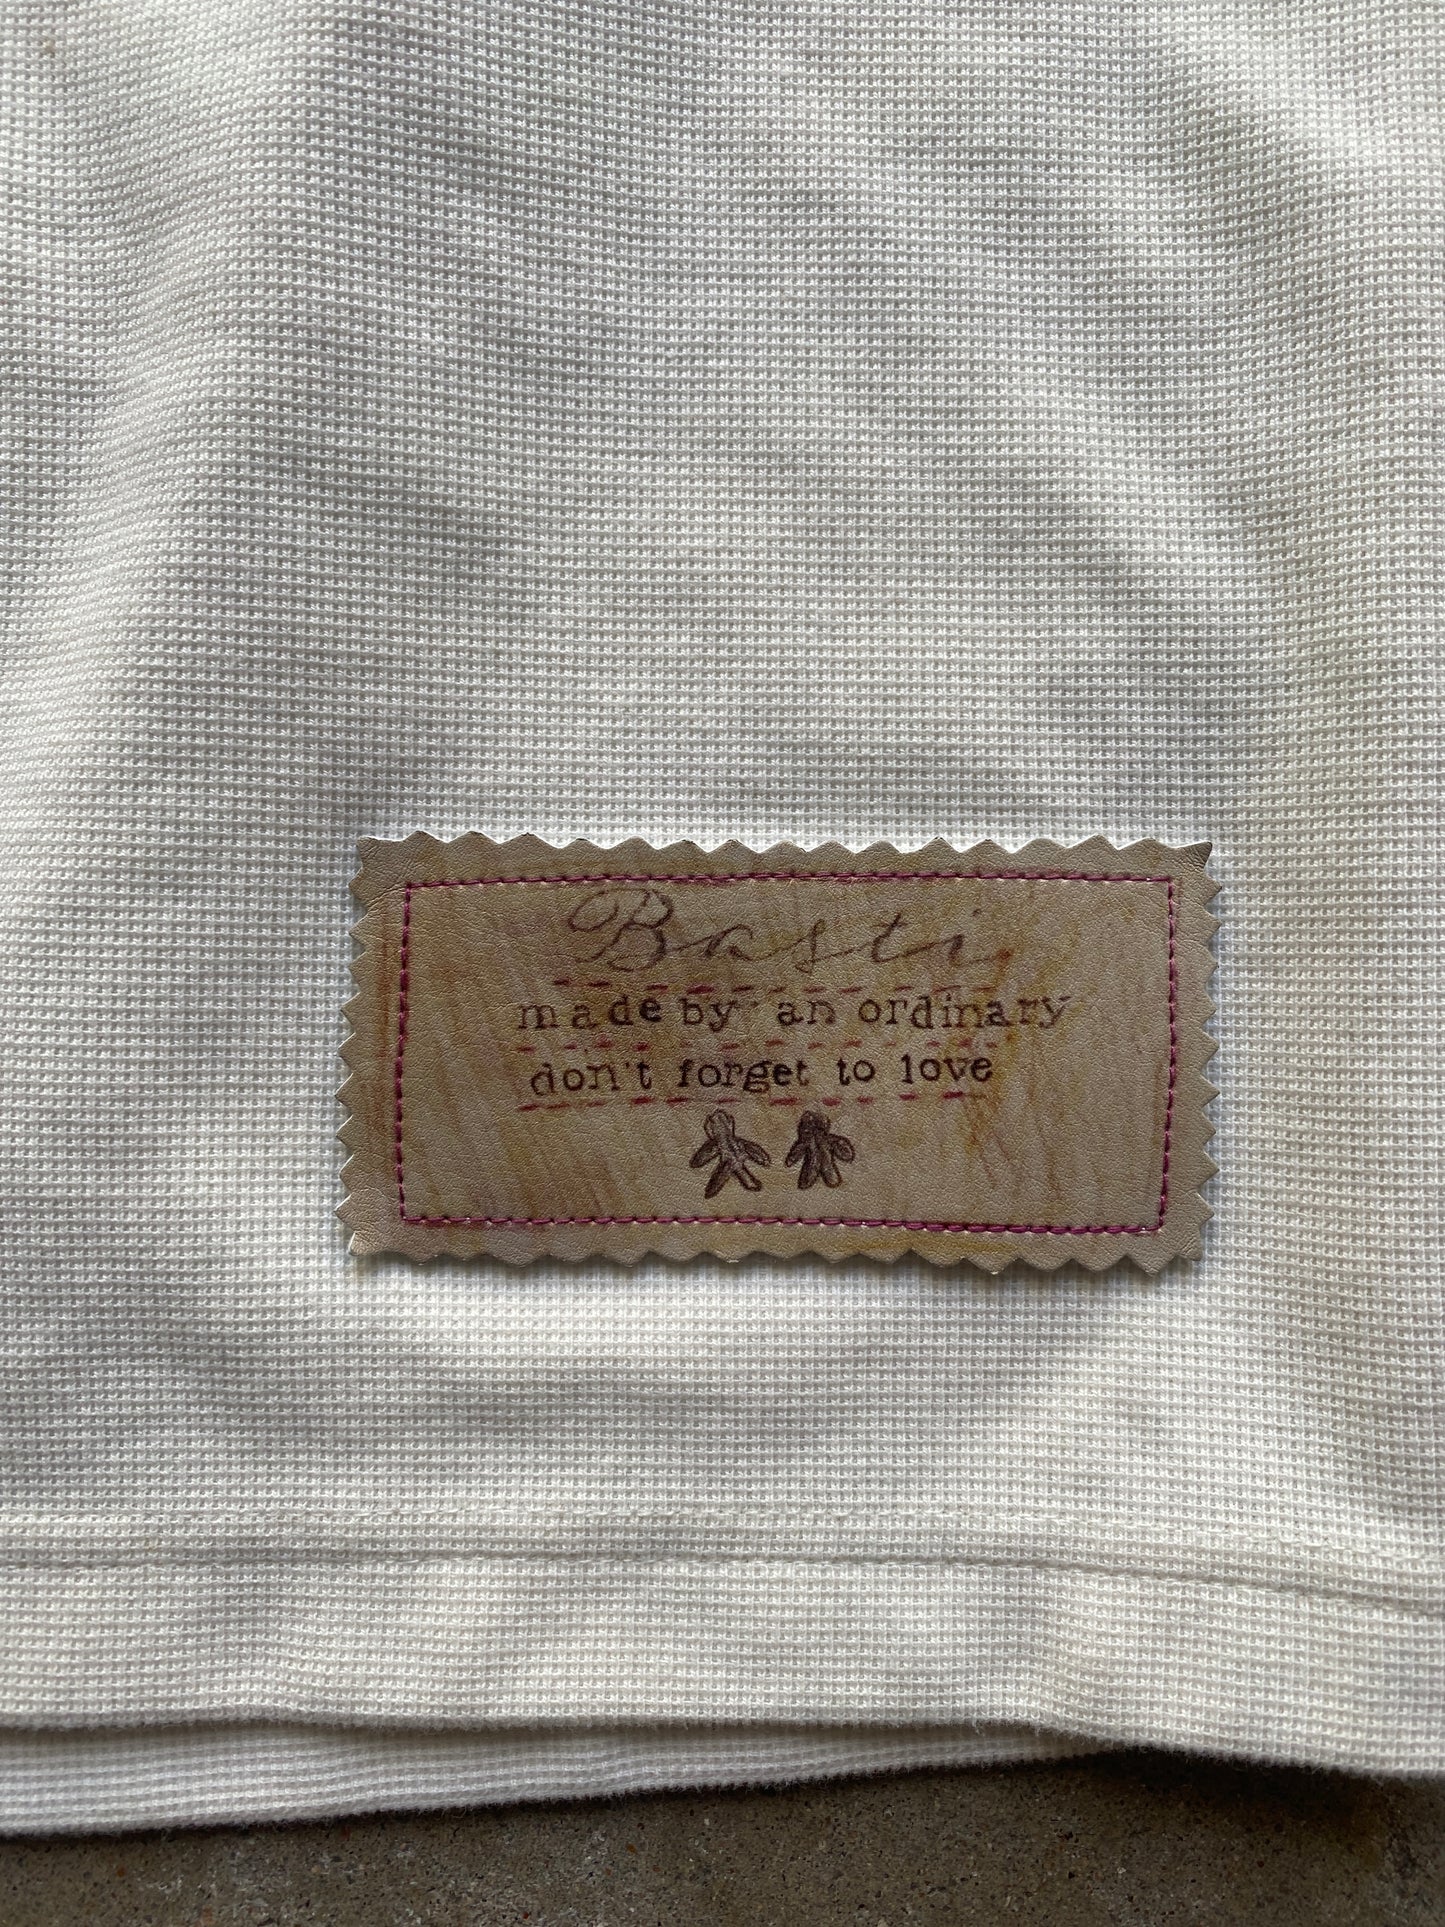 Basti
made by an ordinary
don't forget to love